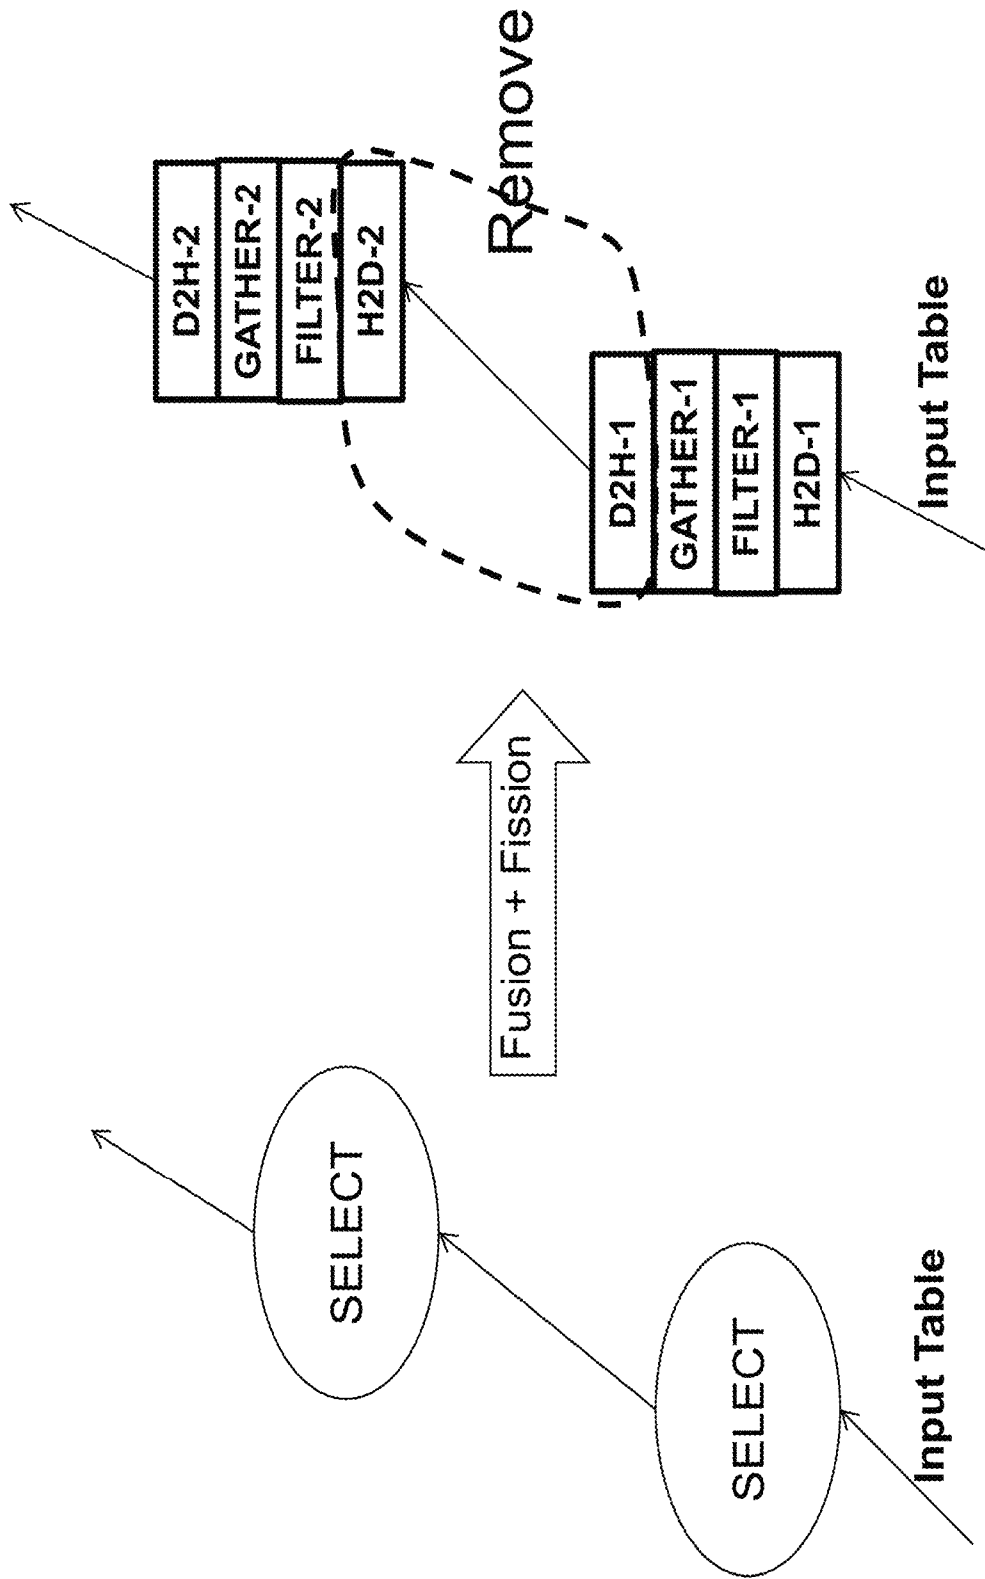 SELECT
SELECT
Input Table
Fusion + Fission
D2H-2
GATHER-2
FILTER-2
H2D-2
Remove
D2H-1
GATHER-1
FILTER-1
H2D-1
Input Table